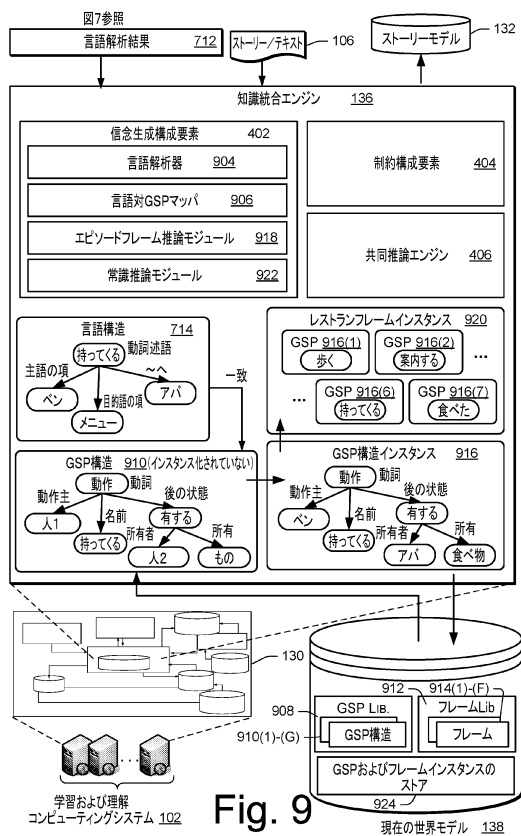 図7参照
言語解析結果 712
ストーリー/テキスト
106
ストーリーモデル
132
知識統合エンジン 136
信念生成構成要素 402
言語解析器 904
言語対GSPマッパ 906
エピソードフレーム推論モジュール 918
常識推論モジュール 922
制約構成要素 404
共同推論エンジン 406
言語構造 714
持ってくる
動詞述語
主語の項
~へ
ベン
目的語の項
アバ
メニュー
一致
レストランフレームインスタンス 920
GSP 916(1)
歩く
GSP 916(2)
案内する
…
…
GSP 916(6)
持ってくる
GSP 916(7)
食べた
GSP構造 910(インスタンス化されていない)
動作
動詞
動作主
後の状態
人1
名前
有する
持ってくる
所有者
所有
人2
もの
GSP構造インスタンス 916
動作
動詞
動作主
後の状態
ベン
名前
有する
持ってくる
所有者
所有
アバ
食べ物
130
908
GSP LIB.
910(1)-(G)
GSP構造
912
914(1)-(F)
フレームLib
フレーム
GSPおよびフレームインスタンスの
ストア
924
現在の世界モデル 138
…
学習および理解
コンピューティングシステム 102
Fig. 9